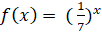 f(x) = (1/7)^x